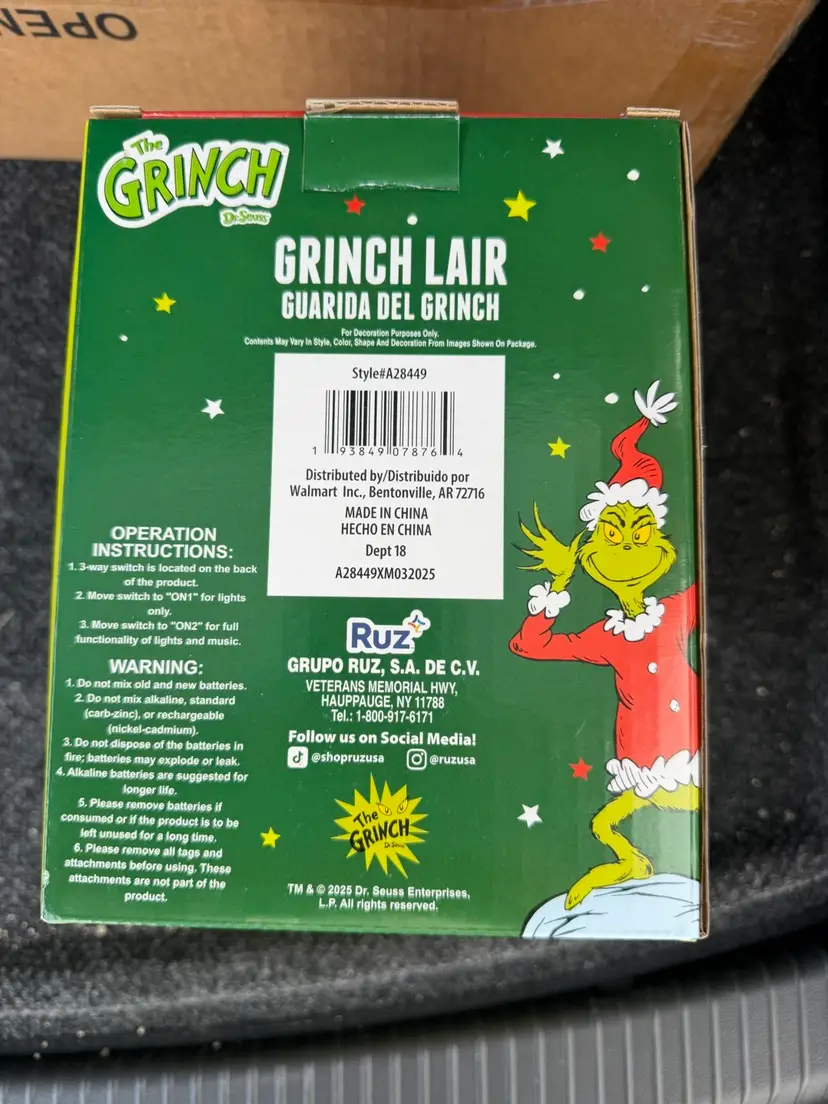 OPEN
The
GRINCH
Dr. Seuss
GRINCH LAIR
GUARIDA DEL GRINCH
For Decoration Purposes Only.
Contents May Vary In Style, Color, Shape And Decoration From Images Shown On Package.
Style#A28449
1 93849 07876 4
Distributed by/Distribuido por
Walmart Inc., Bentonville, AR 72716
MADE IN CHINA
HECHO EN CHINA
Dept 18
A28449XM032025
OPERATION
INSTRUCTIONS:
1. 3-way switch is located on the back
of the product.
2. Move switch to "ON1" for lights
only.
3. Move switch to "ON2" for full
functionality of lights and music.
WARNING:
1. Do not mix old and new batteries.
2. Do not mix alkaline, standard
(carb-zinc), or rechargeable
(nickel-cadmium).
3. Do not dispose of the batteries in
fire; batteries may explode or leak.
4. Alkaline batteries are suggested for
longer life.
5. Please remove batteries if
consumed or if the product is to be
left unused for a long time.
6. Please remove all tags and
attachments before using. These
attachments are not part of the
product.
Ruz
GRUPO RUZ, S.A. DE C.V.
VETERANS MEMORIAL HWY,
HAUPPAUGE, NY 11788
Tel.: 1-800-917-6171
Follow us on Social Media!
@shopruzusa @ruzusa
The
GRINCH
Dr. Seuss
TM & © 2025 Dr. Seuss Enterprises,
L.P. All rights reserved.